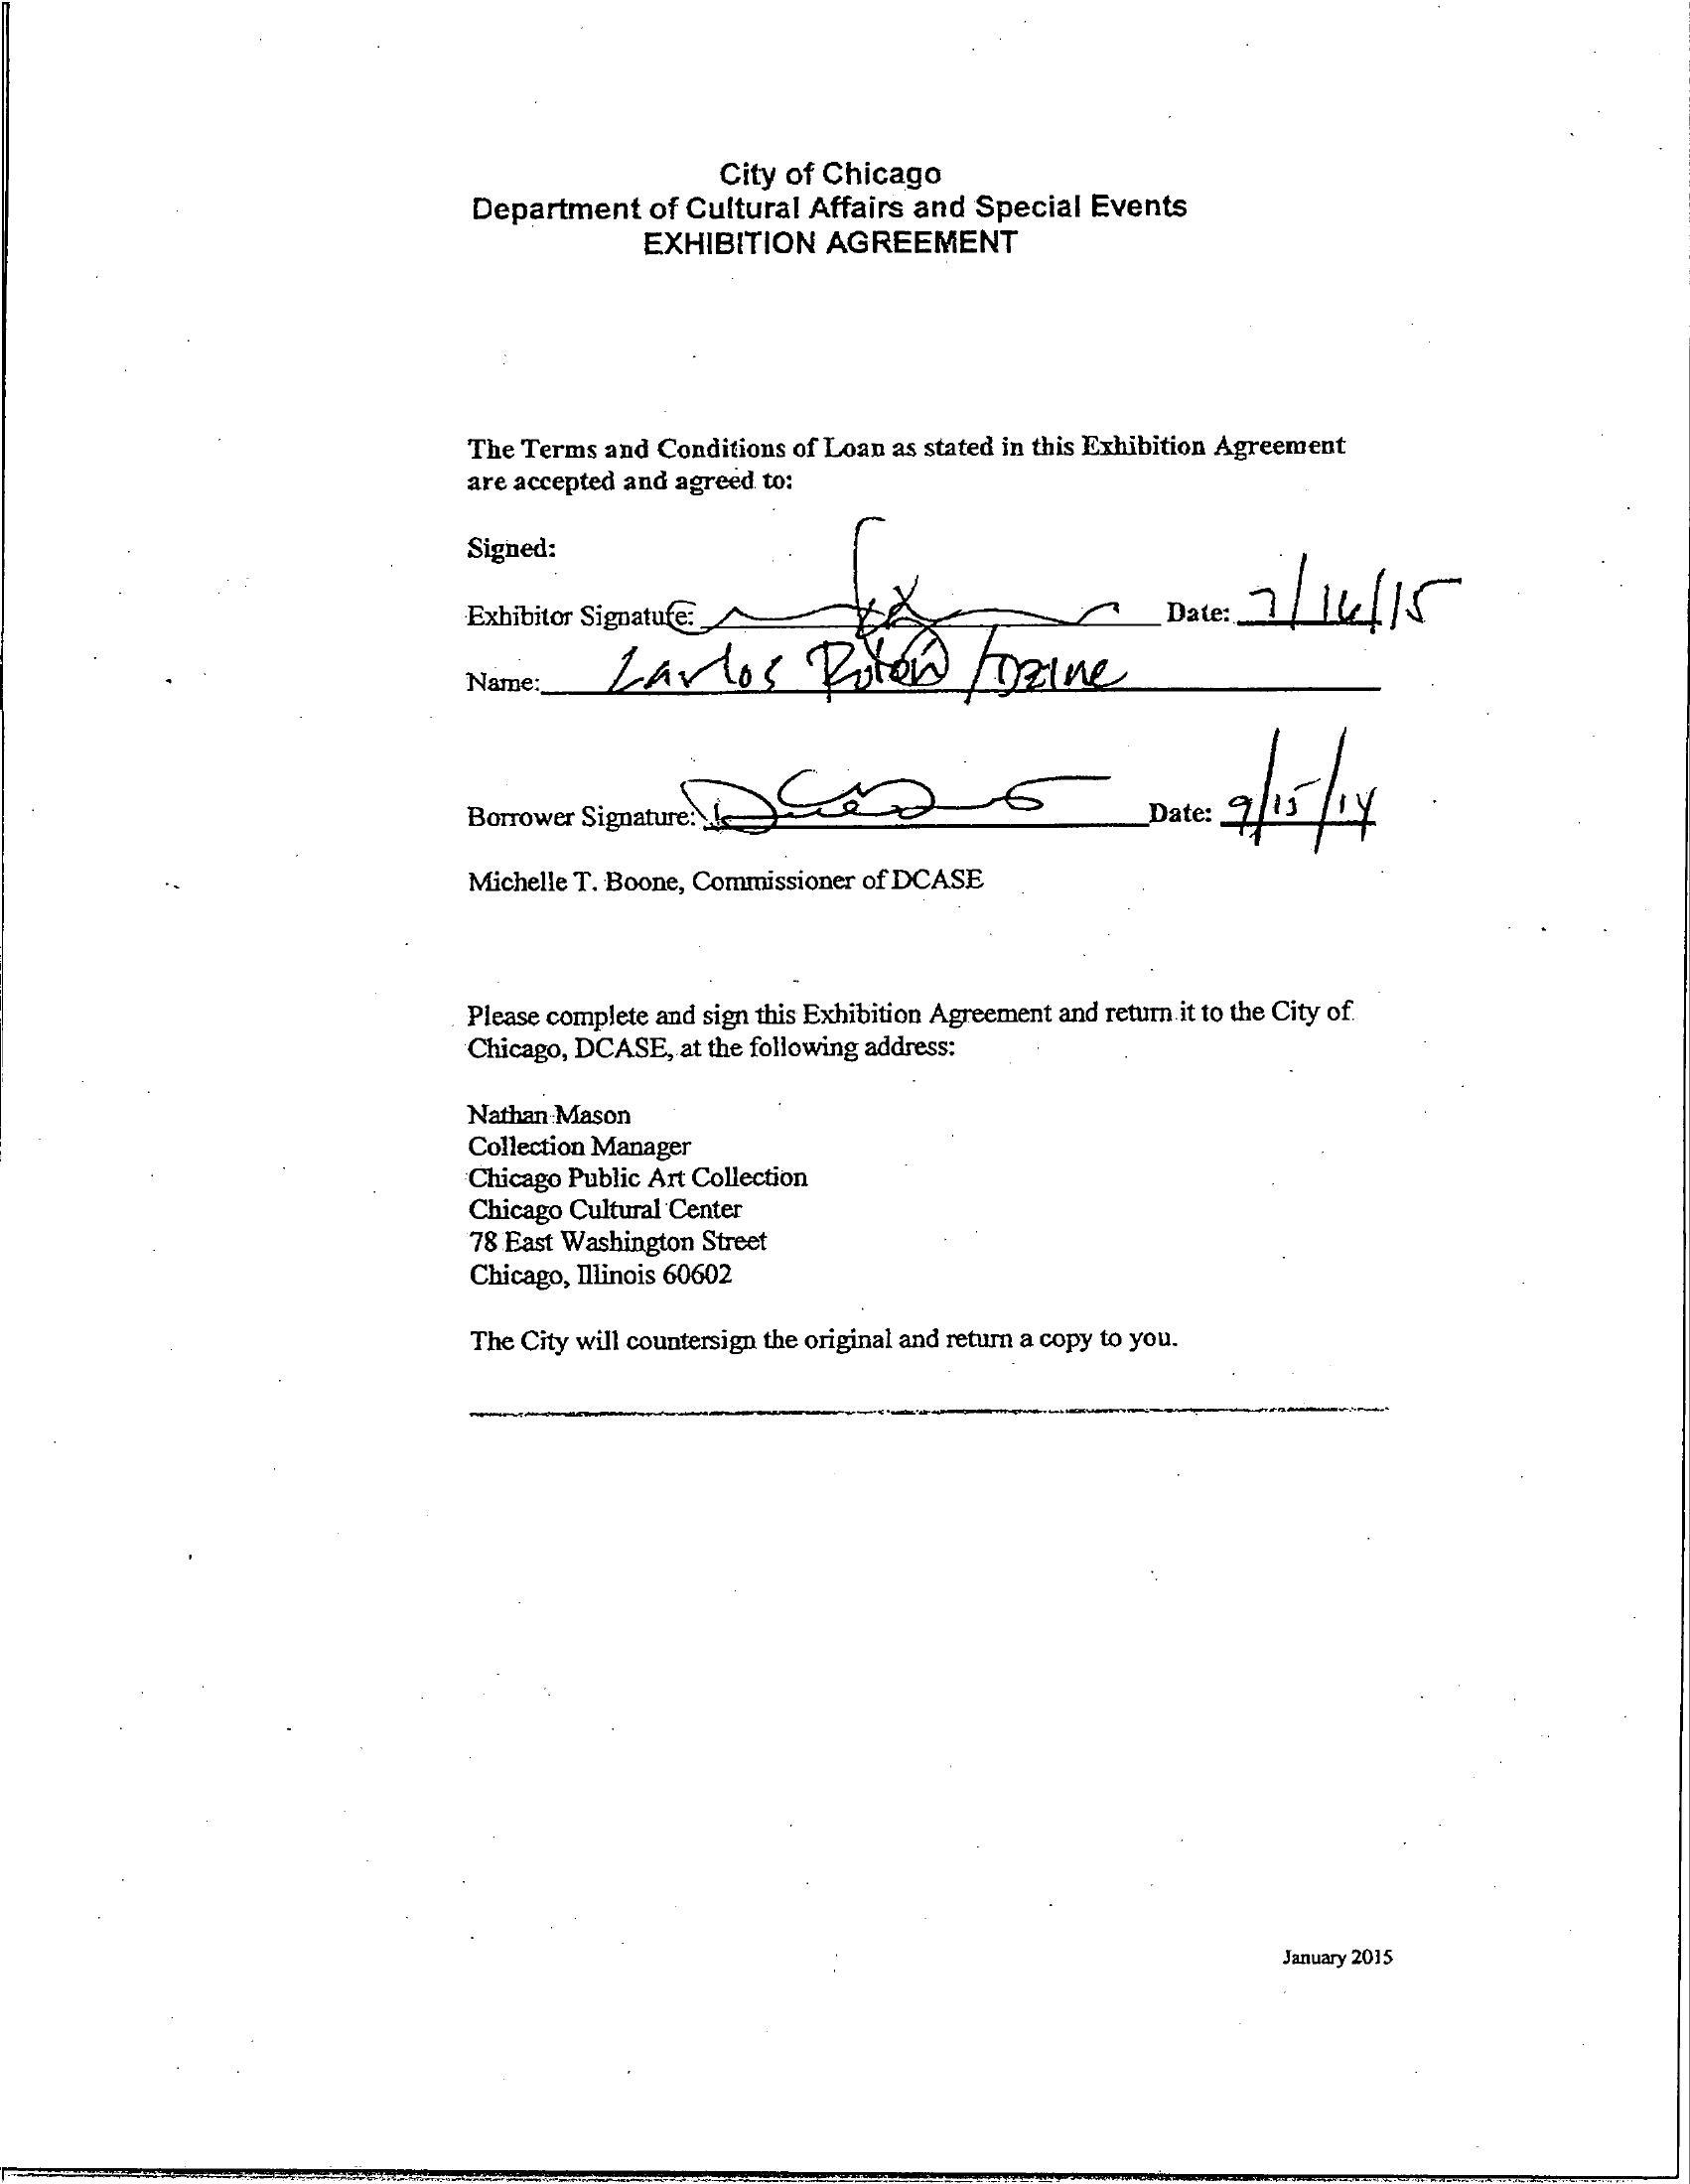 City of Chicago
Department of Cultural Affairs and Special Events
EXHIBITION AGREEMENT
The Terms and Conditions of Loan as stated in this Exhibition Agreement
are accepted and agreed to:
Signed:
Exhibitor Signature: Date: 7/16/15
Name: Carlos Rolón /Dzine
Borrower Signature: Date: 9/15/14
Michelle T. Boone, Commissioner of DCASE
Please complete and sign this Exhibition Agreement and return it to the City of
Chicago, DCASE, at the following address:
Nathan Mason
Collection Manager
Chicago Public Art Collection
Chicago Cultural Center
78 East Washington Street
Chicago, Illinois 60602
The City will countersign the original and return a copy to you.
January 2015